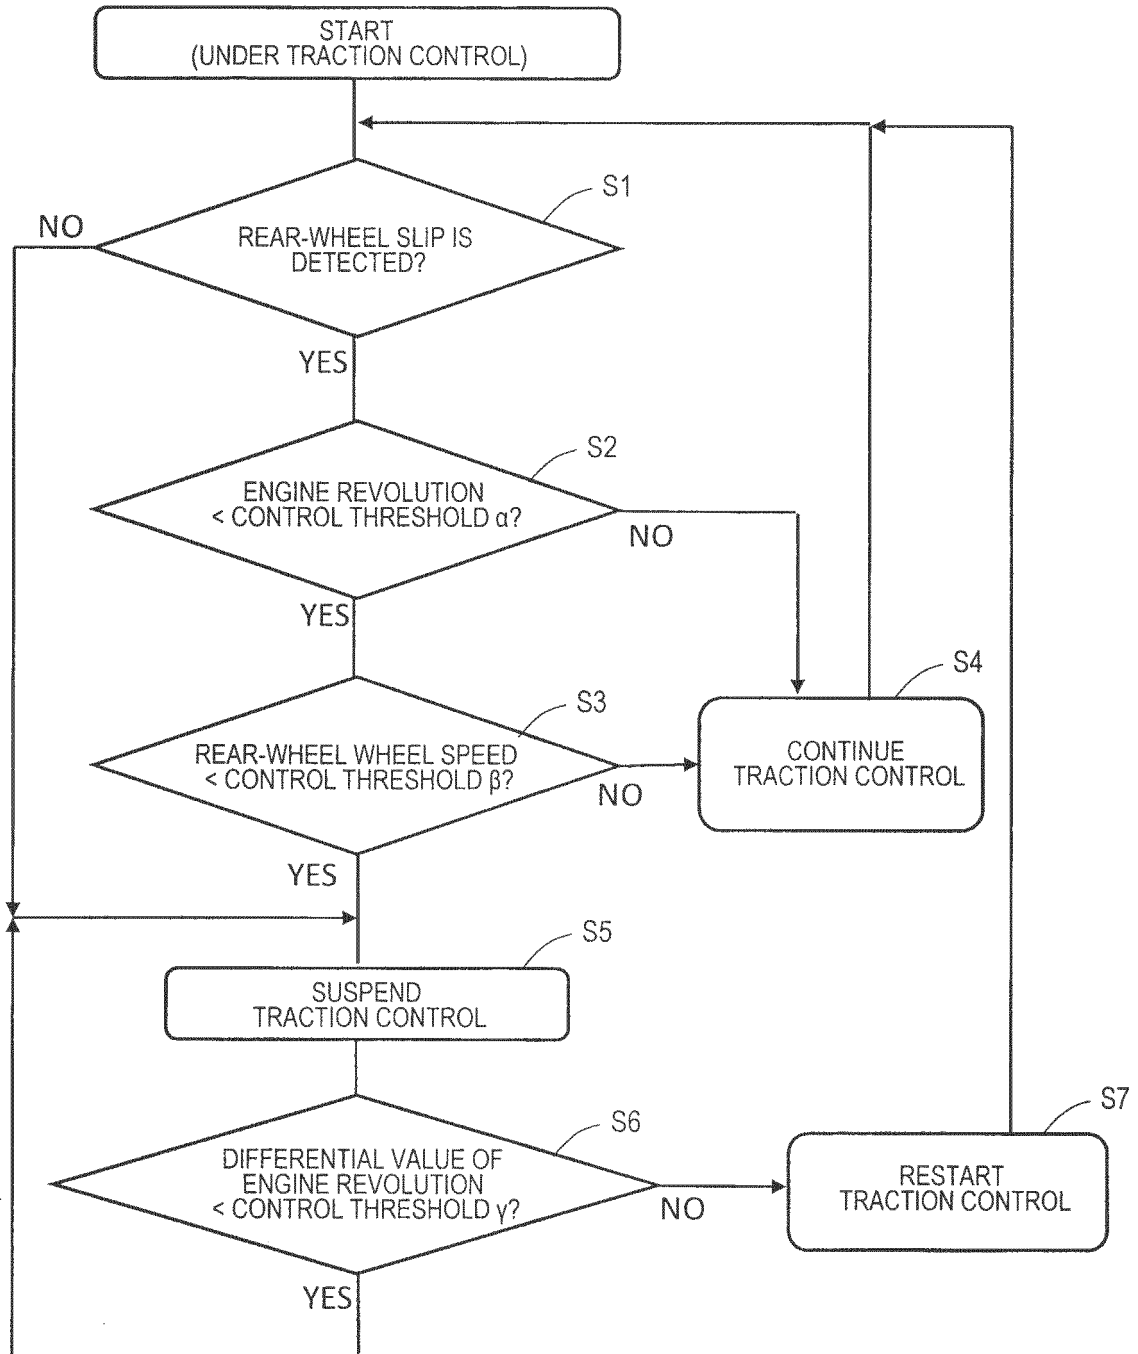 START
(UNDER TRACTION CONTROL)
S1
NO
REAR-WHEEL SLIP IS
DETECTED?
YES
S2
ENGINE REVOLUTION
< CONTROL THRESHOLD α?
NO
YES
S3
REAR-WHEEL WHEEL SPEED
< CONTROL THRESHOLD β?
NO
S4
CONTINUE
TRACTION CONTROL
YES
S5
SUSPEND
TRACTION CONTROL
S6
DIFFERENTIAL VALUE OF
ENGINE REVOLUTION
< CONTROL THRESHOLD γ?
NO
S7
RESTART
TRACTION CONTROL
YES